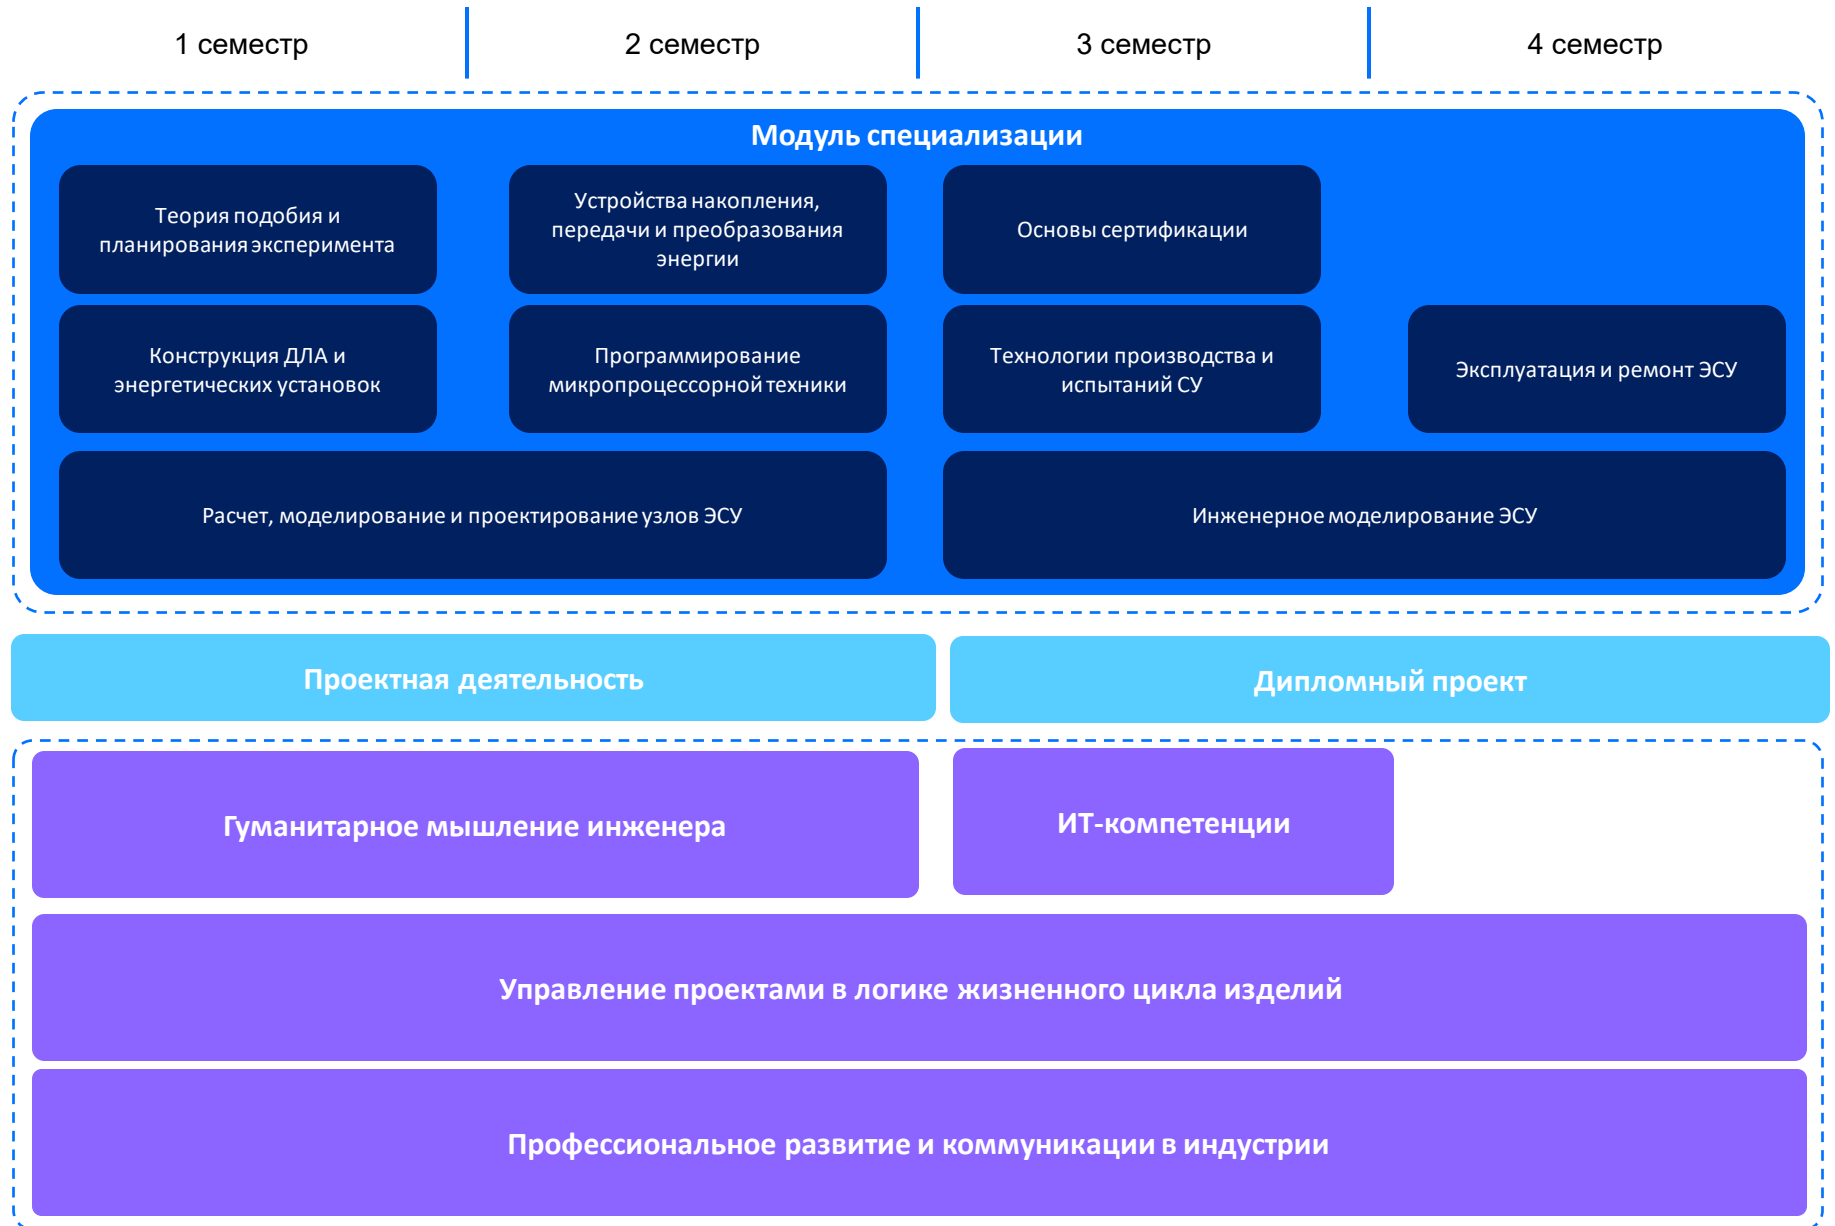 1 семестр
2 семестр
3 семестр
4 семестр
Модуль специализации
Теория подобия и
планирования эксперимента
Устройства накопления,
передачи и преобразования
энергии
Основы сертификации
Конструкция ДЛА и
энергетических установок
Программирование
микропроцессорной техники
Технологии производства и
испытаний СУ
Эксплуатация и ремонт ЭСУ
Расчет, моделирование и проектирование узлов ЭСУ
Инженерное моделирование ЭСУ
Проектная деятельность
Дипломный проект
Гуманитарное мышление инженера
ИТ-компетенции
Управление проектами в логике жизненного цикла изделий
Профессиональное развитие и коммуникации в индустрии